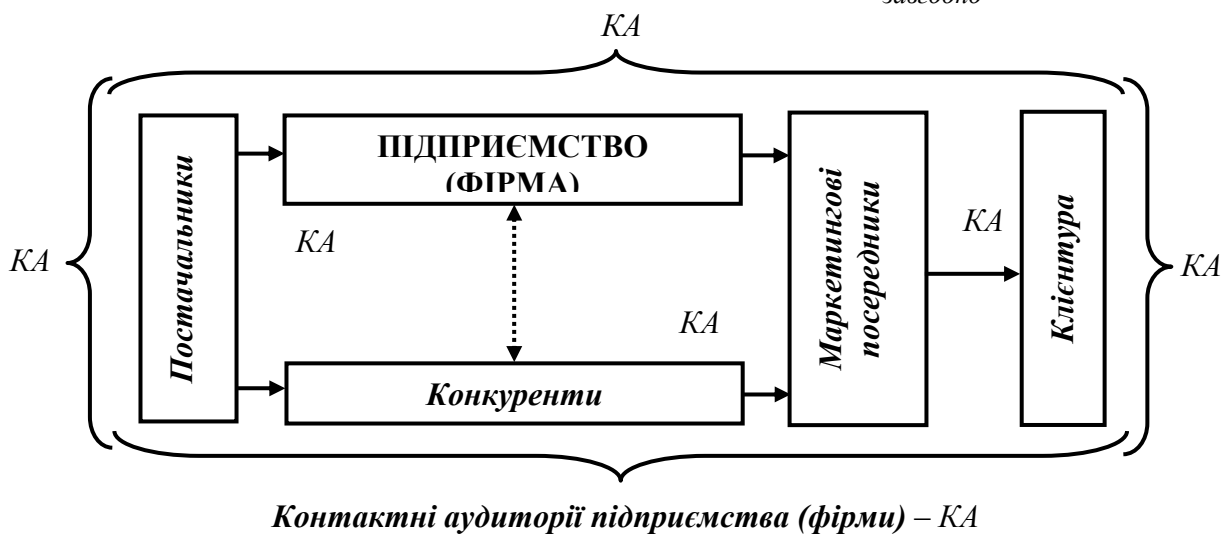 КА
ПІДПРИЄМСТВО
(ФІРМА)
Постачальники
Маркетингові
посередники
Клієнтура
КА
КА
КА
КА
КА
Конкуренти
Контактні аудиторії підприємства (фірми) – КА